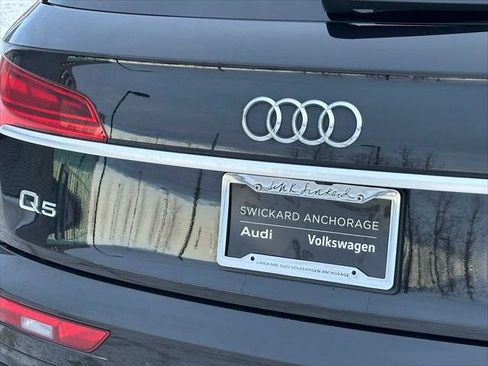 Q5
SWICKARD ANCHORAGE
Audi Volkswagen
SWICKARD AUDI VOLKSWAGEN ANCHORAGE